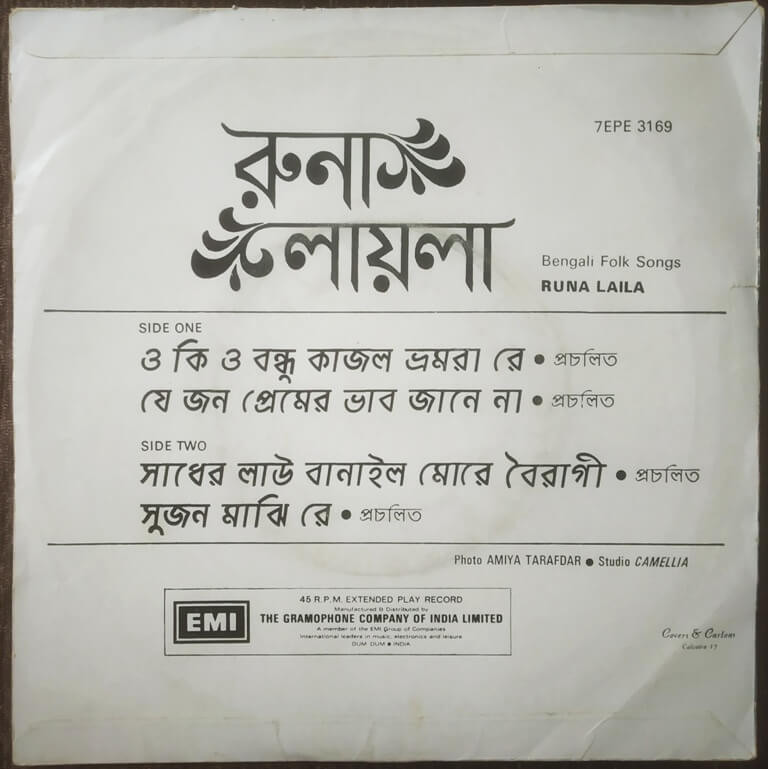 7EPE 3169
রুনা
লায়লা
Bengali Folk Songs
RUNA LAILA
SIDE ONE
ও কি ও বন্ধু কাজল ভ্রমরা রে • প্রচলিত
যে জন প্রেমের ভাব জানে না • প্রচলিত
SIDE TWO
সাধের লাউ বানাইল মোরে বৈরাগী • প্রচলিত
সুজন মাঝি রে • প্রচলিত
Photo AMIYA TARAFDAR • Studio CAMELLIA
EMI
45 R.P.M. EXTENDED PLAY RECORD
Manufactured & Distributed by
THE GRAMOPHONE COMPANY OF INDIA LIMITED
A member of the EMI Group of Companies
International leaders in music, electronics and leisure
DUM DUM • INDIA
Covers & Cartons
Calcutta-17